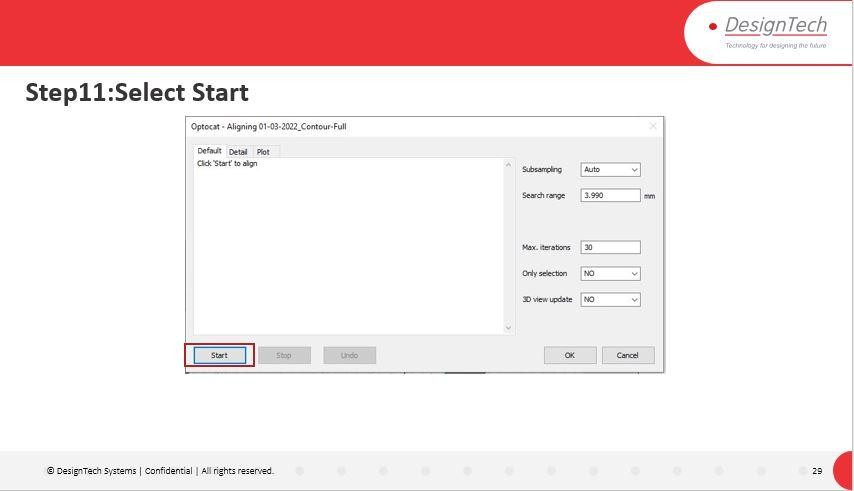 DesignTech
Technology for designing the future
Step11:Select Start
Optocat - Aligning 01-03-2022_Contour-Full
Default Detail Plot
Click 'Start' to align
Subsampling Auto
Search range 3.990 mm
Max. iterations 30
Only selection NO
3D view update NO
Start Stop Undo OK Cancel
© DesignTech Systems | Confidential | All rights reserved. 29